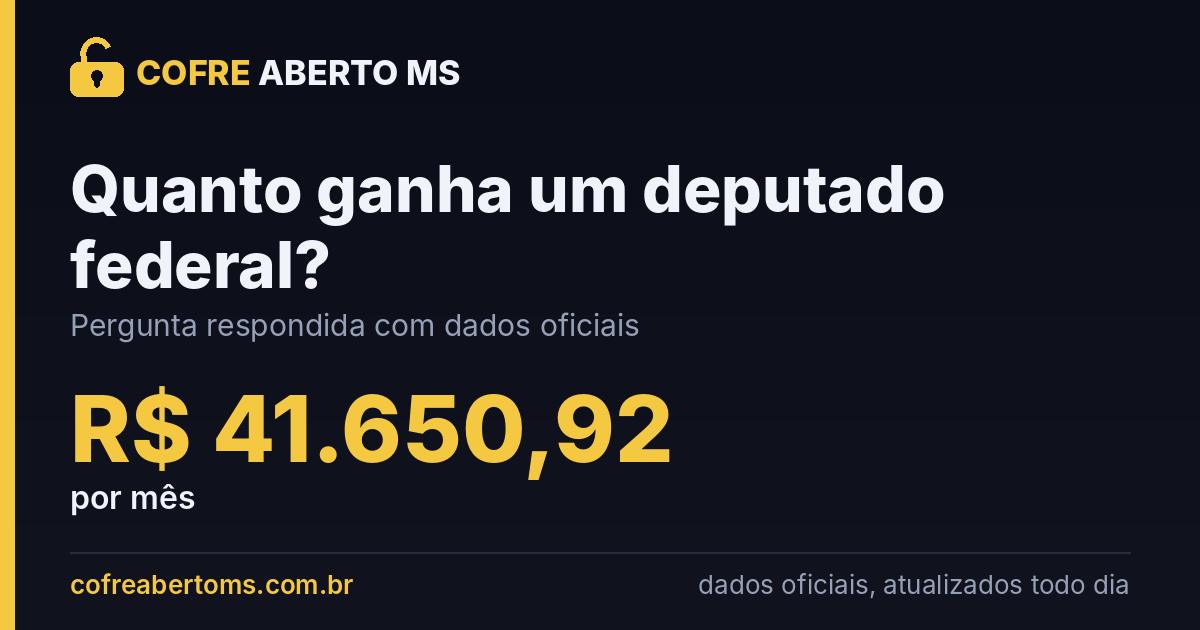 COFRE ABERTO MS
Quanto ganha um deputado
federal?
Pergunta respondida com dados oficiais
R$ 41.650,92
por mês
cofreabertoms.com.br
dados oficiais, atualizados todo dia